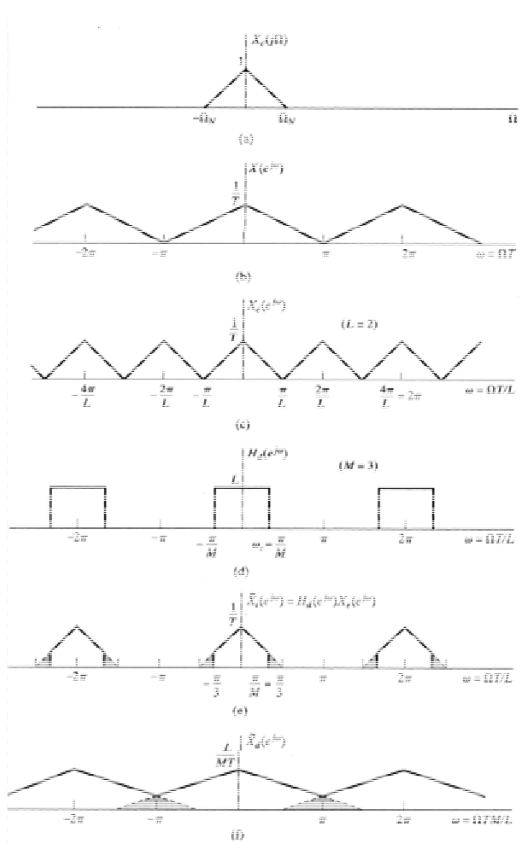 X_c(jΩ)
1
-Ω_N Ω_N Ω
(a)
X(e^{jω})
1/T
-2π -π π 2π ω = ΩT
(b)
X_e(e^{jω})
1/T (L = 2)
-4π/L -2π/L -π/L π/L 2π/L 4π/L = 2π ω = ΩT/L
(c)
H_d(e^{jω})
L (M = 3)
-2π -π/M ω_c = π/M 2π ω = ΩT/L
(d)
X̃_i(e^{jω}) = H_d(e^{jω})X_e(e^{jω})
-2π -π -π/3 π/M = π/3 π 2π ω = ΩT/L
(e)
L/MT X̃_d(e^{jω})
-2π -π π 2π ω = ΩTM/L
(f)